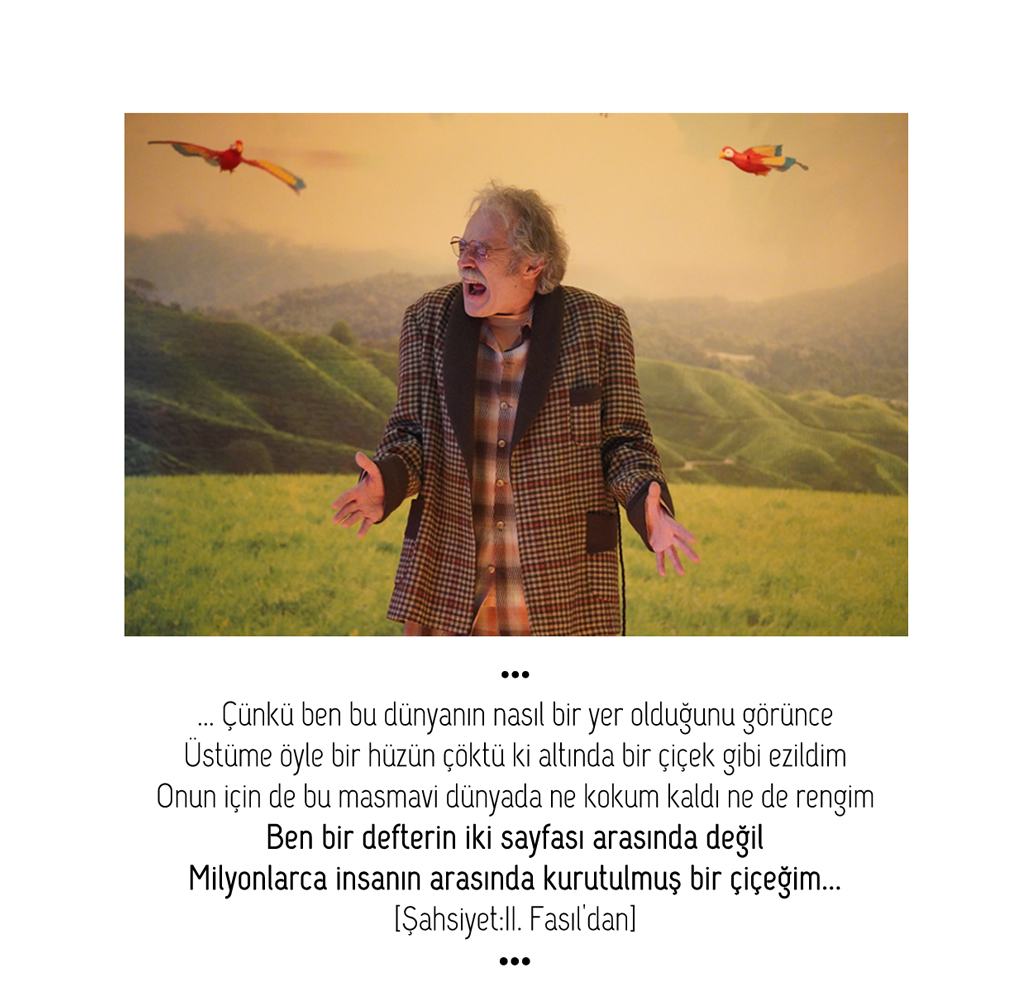 •••
... Çünkü ben bu dünyanın nasıl bir yer olduğunu görünce
Üstüme öyle bir hüzün çöktü ki altında bir çiçek gibi ezildim
Onun için de bu masmavi dünyada ne kokum kaldı ne de rengim
Ben bir defterin iki sayfası arasında değil
Milyonlarca insanın arasında kurutulmuş bir çiçeğim...
[Şahsiyet:II. Fasıl'dan]
•••